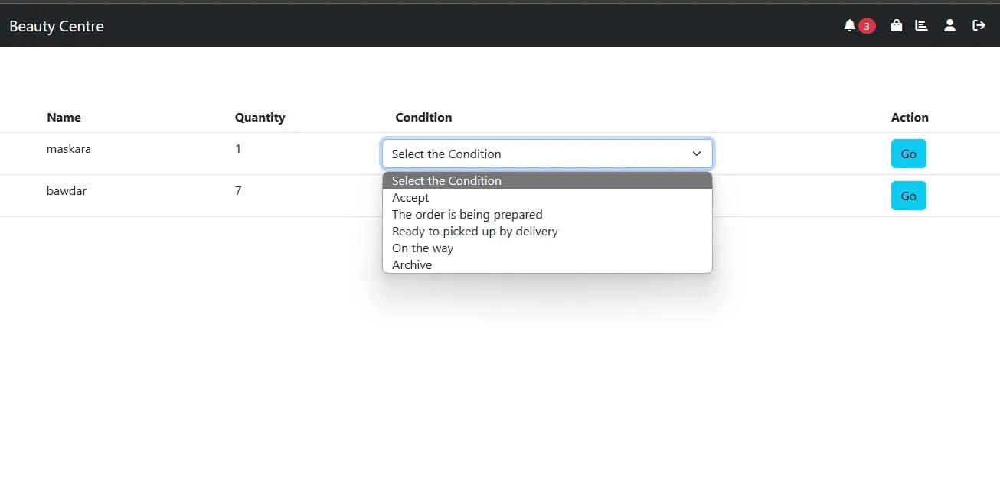 Beauty Centre 3
Name Quantity Condition Action
maskara 1 Select the Condition Go
Select the Condition
bawdar 7 Go
Accept
The order is being prepared
Ready to picked up by delivery
On the way
Archive